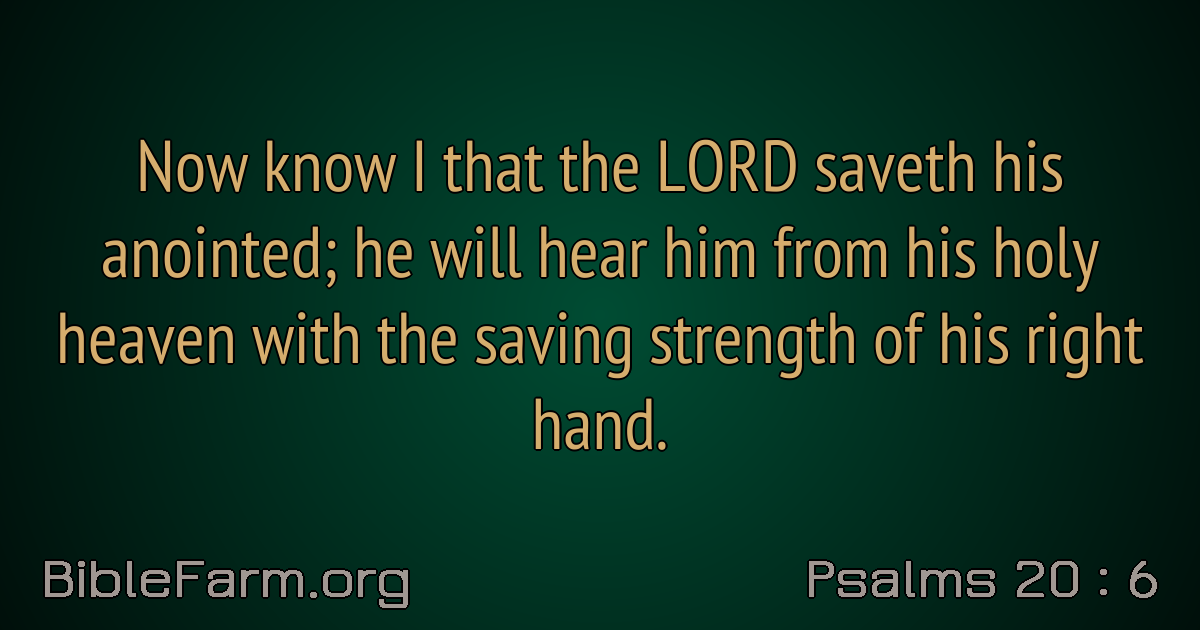 Now know I that the LORD saveth his
anointed; he will hear him from his holy
heaven with the saving strength of his right
hand.
BibleFarm.org
Psalms 20 : 6